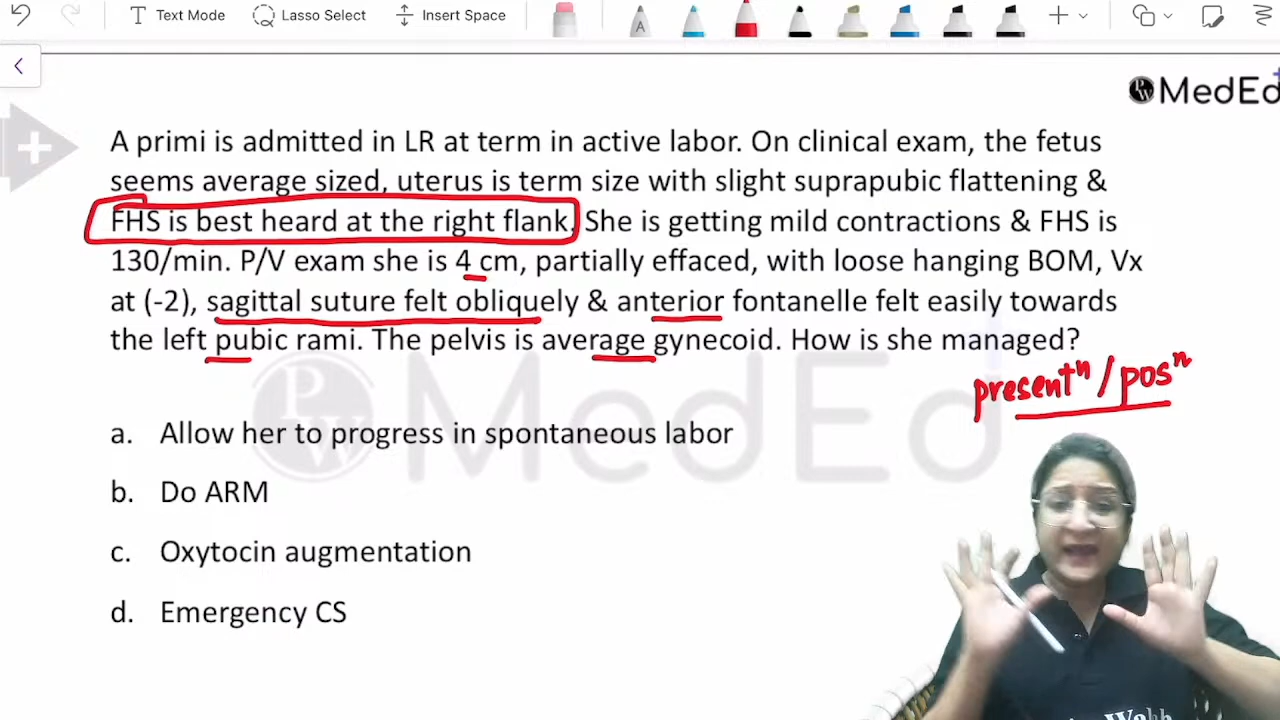 Text Mode
Lasso Select
Insert Space
A
PW MedEd
A primi is admitted in LR at term in active labor. On clinical exam, the fetus
seems average sized, uterus is term size with slight suprapubic flattening &
FHS is best heard at the right flank. She is getting mild contractions & FHS is
130/min. P/V exam she is 4 cm, partially effaced, with loose hanging BOM, Vx
at (-2), sagittal suture felt obliquely & anterior fontanelle felt easily towards
the left pubic rami. The pelvis is average gynecoid. How is she managed?
presentⁿ / posⁿ
PW MedEd
a. Allow her to progress in spontaneous labor
b. Do ARM
c. Oxytocin augmentation
d. Emergency CS